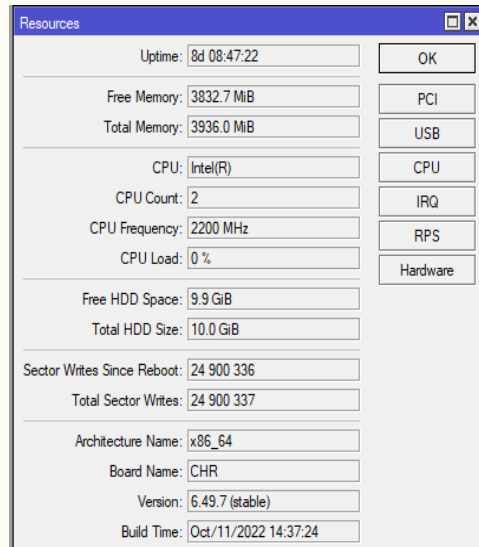 Resources
Uptime: 8d 08:47:22
OK
Free Memory: 3832.7 MiB
PCI
Total Memory: 3936.0 MiB
USB
CPU: Intel(R)
CPU
CPU Count: 2
IRQ
CPU Frequency: 2200 MHz
RPS
CPU Load: 0 %
Hardware
Free HDD Space: 9.9 GiB
Total HDD Size: 10.0 GiB
Sector Writes Since Reboot: 24 900 336
Total Sector Writes: 24 900 337
Architecture Name: x86_64
Board Name: CHR
Version: 6.49.7 (stable)
Build Time: Oct/11/2022 14:37:24